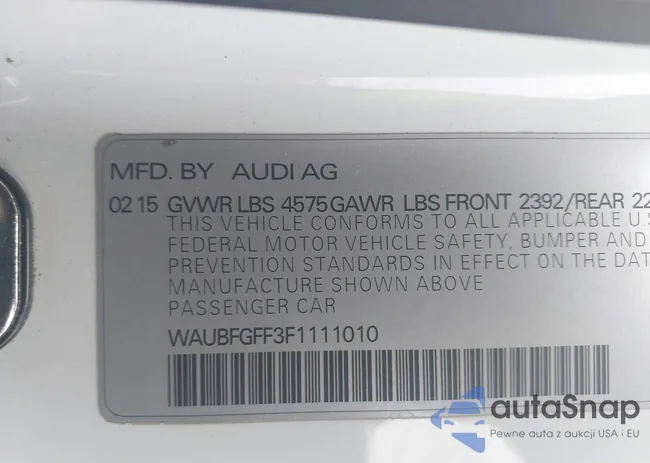 MFD. BY AUDI AG
02 15 GVWR LBS 4575 GAWR LBS FRONT 2392/REAR 22
THIS VEHICLE CONFORMS TO ALL APPLICABLE U.S
FEDERAL MOTOR VEHICLE SAFETY, BUMPER AND
PREVENTION STANDARDS IN EFFECT ON THE DAT
MANUFACTURE SHOWN ABOVE
PASSENGER CAR
WAUBFGFF3F1111010
autaSnap
Pewne auta z aukcji USA i EU